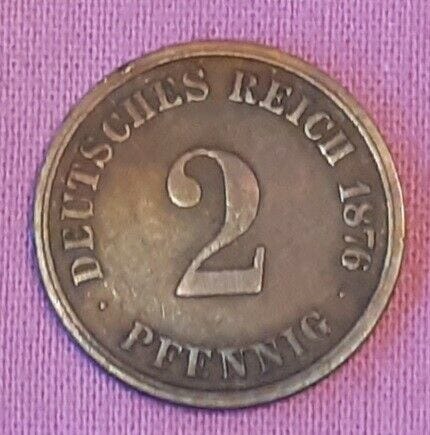 · DEUTSCHES REICH 1876 ·
2
PFENNIG